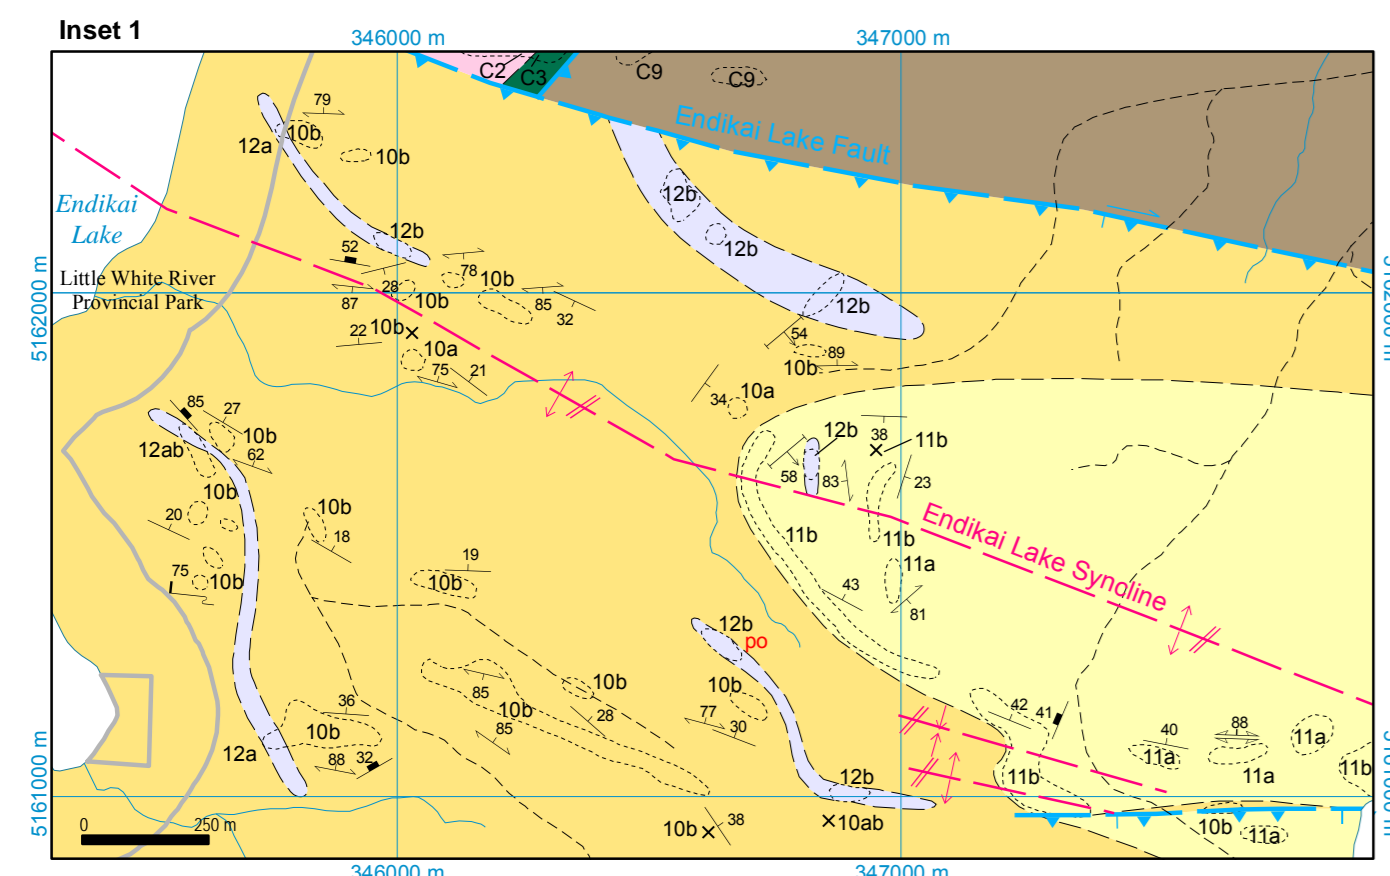 Inset 1
346000 m
347000 m
C2
C3
C9
C9
Endikai Lake Fault
79
10b
12a
10b
12b
12b
12b
12b
Endikai
Lake
Little White River
Provincial Park
5162000 m
5162000 m
52
28
87
10b
78
10b
85
32
22
10b
10a
75
21
54
89
10b
34
10a
85
27
10b
12ab
62
10b
20
75
10b
10b
18
19
10b
12b
38
11b
58
83
23
11b
11b
11a
43
81
Endikai Lake Syncline
12b
po
10b
77
30
10b
28
85
10b
85
36
10b
12a
88
32
42
41
40
88
11a
11a
11a
11b
11b
12b
10ab
10b
38
10b
11a
5161000 m
5161000 m
0
250 m
346000 m
347000 m